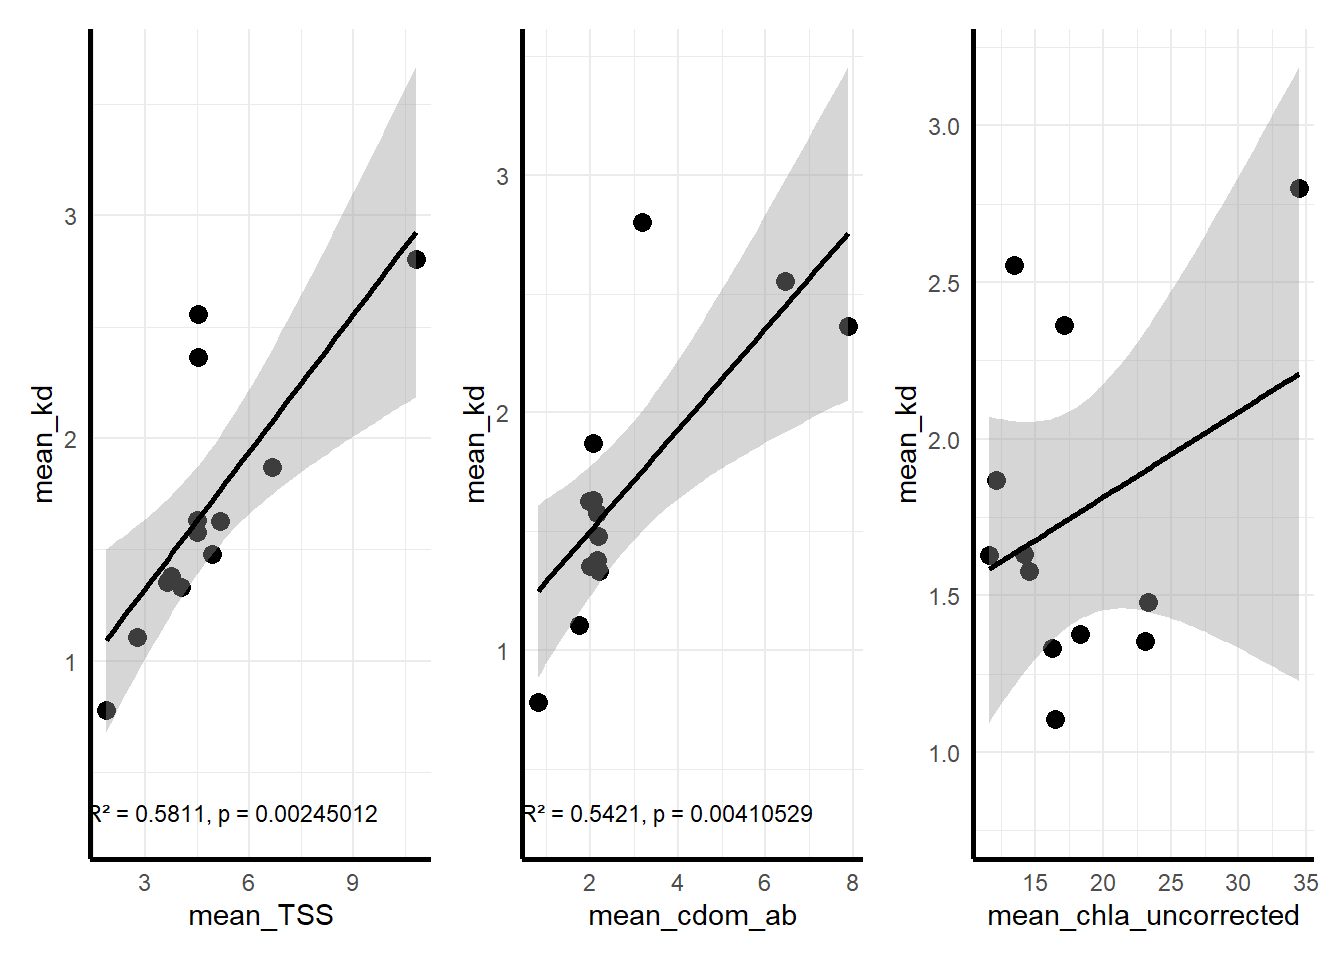 mean_kd
3
2
1
R² = 0.5811, p = 0.00245012
3 6 9
mean_TSS
mean_kd
3
2
1
R² = 0.5421, p = 0.00410529
2 4 6 8
mean_cdom_ab
mean_kd
3.0
2.5
2.0
1.5
1.0
15 20 25 30 35
mean_chla_uncorrected